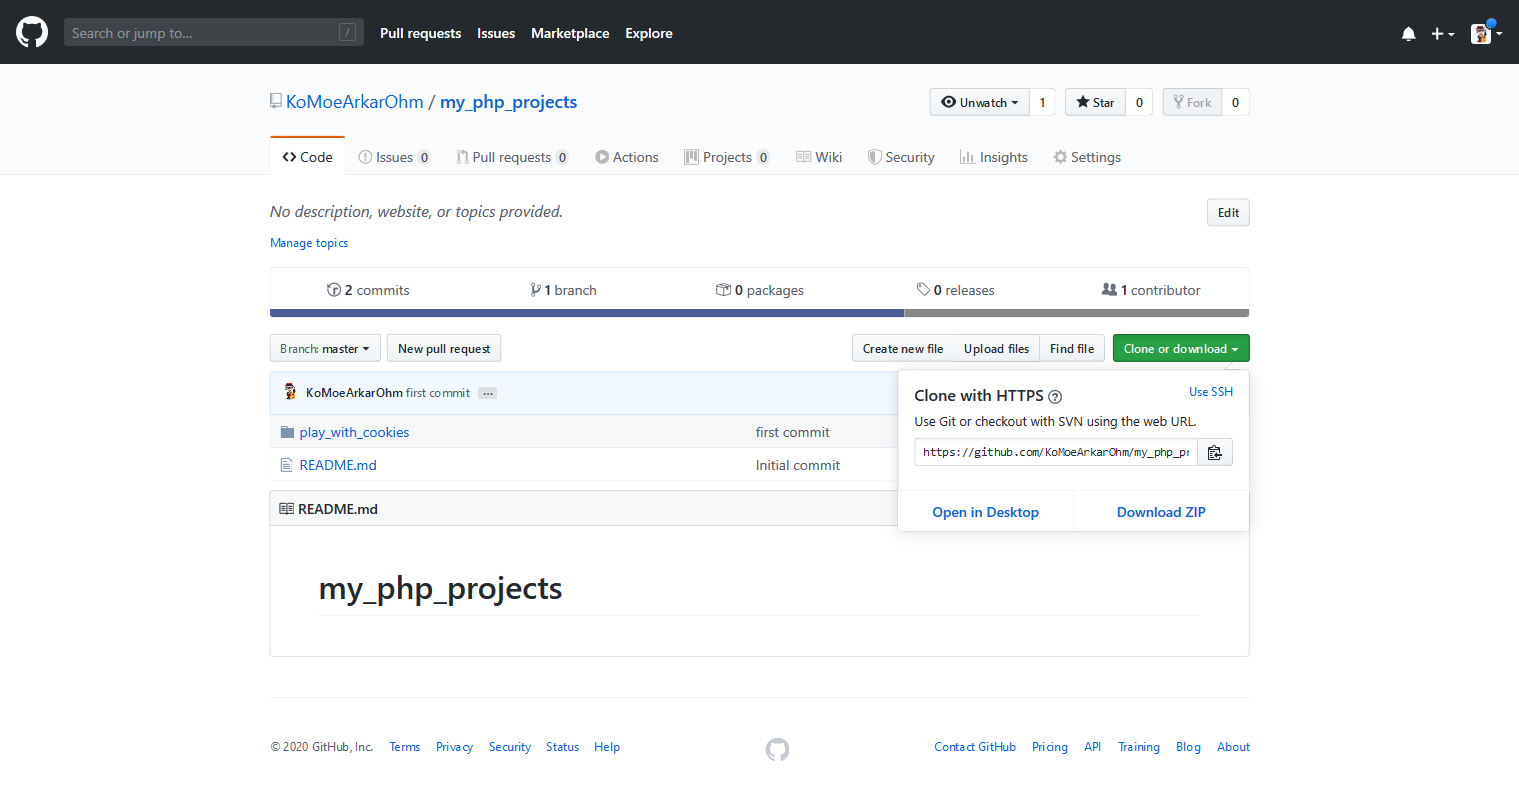 Search or jump to... / Pull requests Issues Marketplace Explore
KoMoeArkarOhm / my_php_projects Unwatch 1 Star 0 Fork 0
Code Issues 0 Pull requests 0 Actions Projects 0 Wiki Security Insights Settings
No description, website, or topics provided. Edit
Manage topics
2 commits 1 branch 0 packages 0 releases 1 contributor
Branch: master New pull request Create new file Upload files Find file Clone or download
KoMoeArkarOhm first commit ...
play_with_cookies first commit
README.md Initial commit
Clone with HTTPS ? Use SSH
Use Git or checkout with SVN using the web URL.
https://github.com/KoMoeArkarOhm/my_php_pr
Open in Desktop Download ZIP
README.md
my_php_projects
© 2020 GitHub, Inc. Terms Privacy Security Status Help Contact GitHub Pricing API Training Blog About